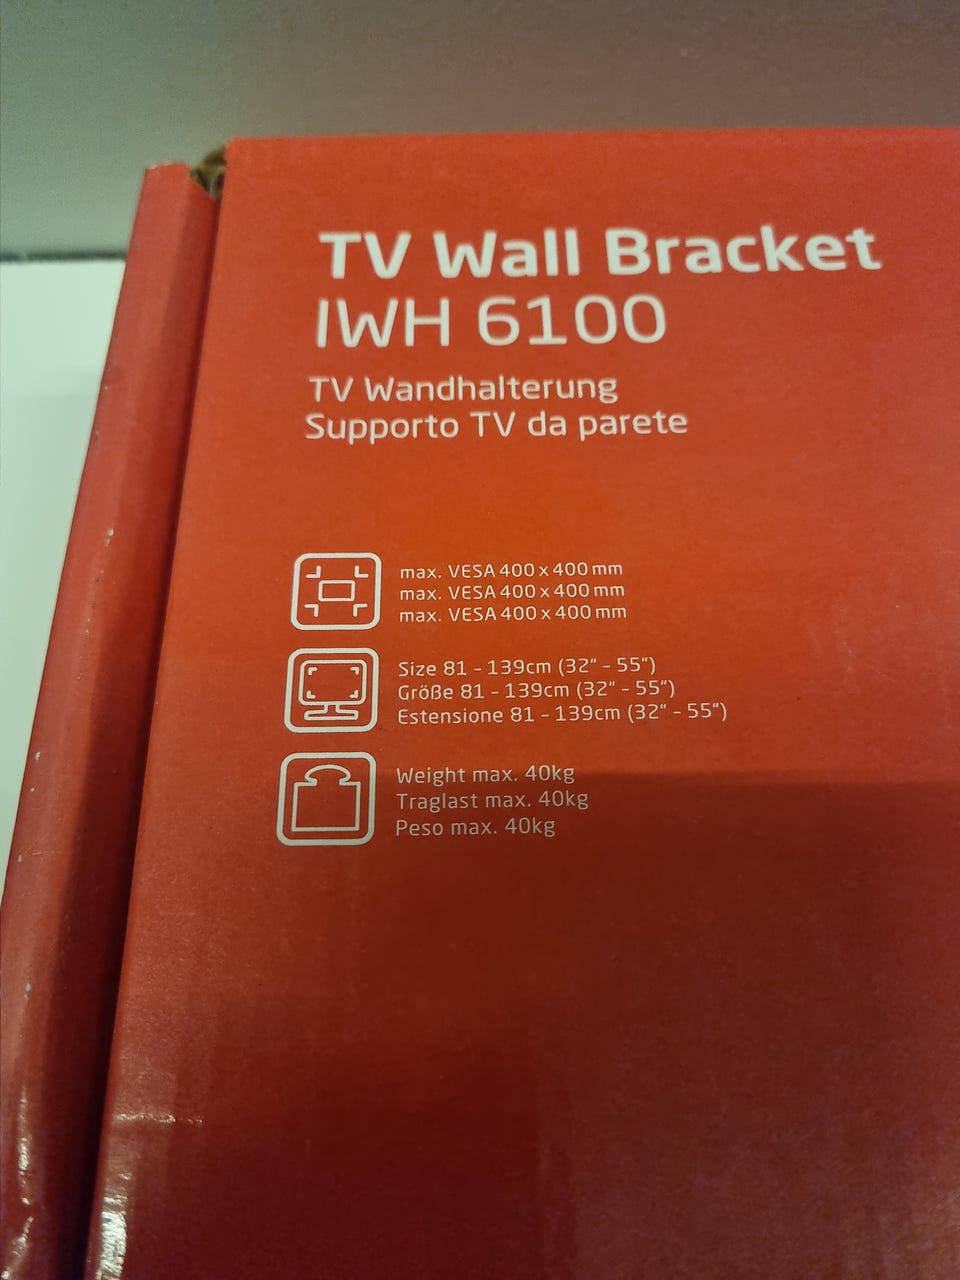 TV Wall Bracket
IWH 6100
TV Wandhalterung
Supporto TV da parete
max. VESA 400 x 400 mm
max. VESA 400 x 400 mm
max. VESA 400 x 400 mm
Size 81 - 139cm (32“ - 55“)
Größe 81 - 139cm (32“ - 55“)
Estensione 81 - 139cm (32“ - 55“)
Weight max. 40kg
Traglast max. 40kg
Peso max. 40kg